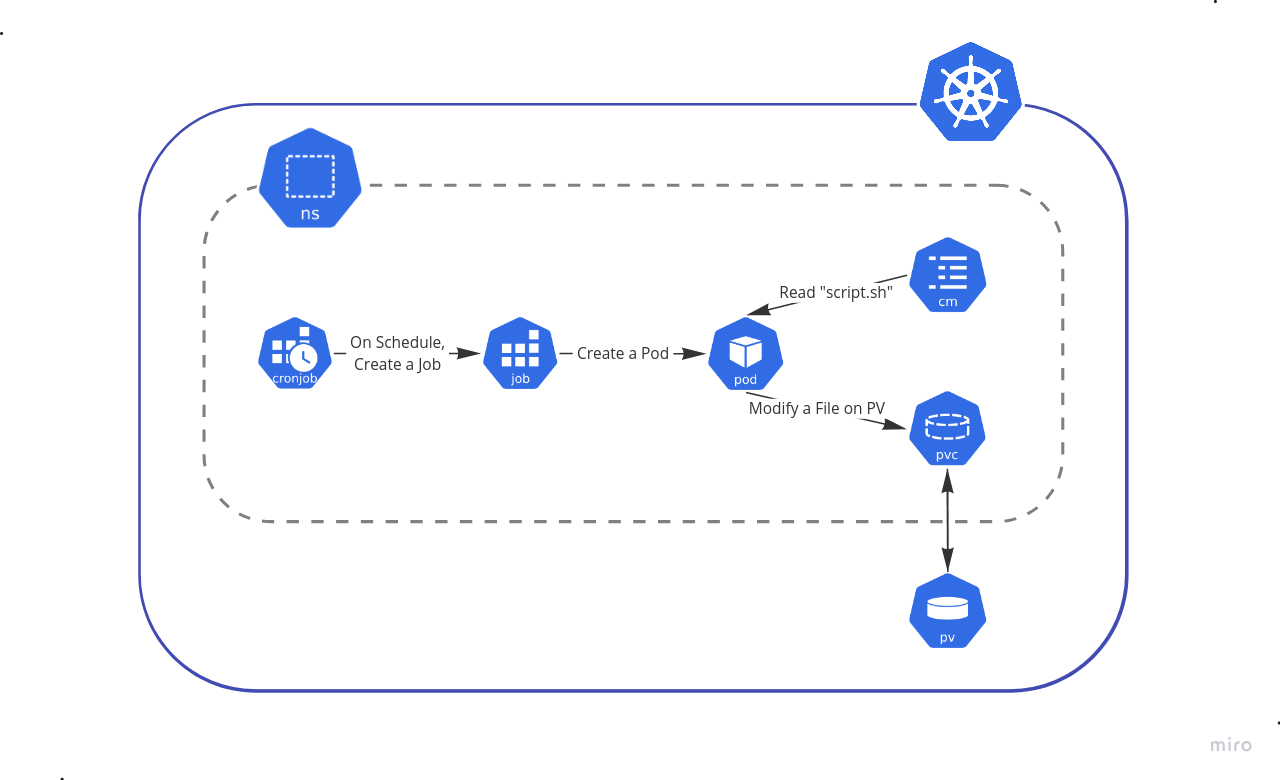 ns
cm
Read "script.sh"
On Schedule,
Create a Job
Create a Pod
cronjob
job
pod
Modify a File on PV
pvc
pv
miro